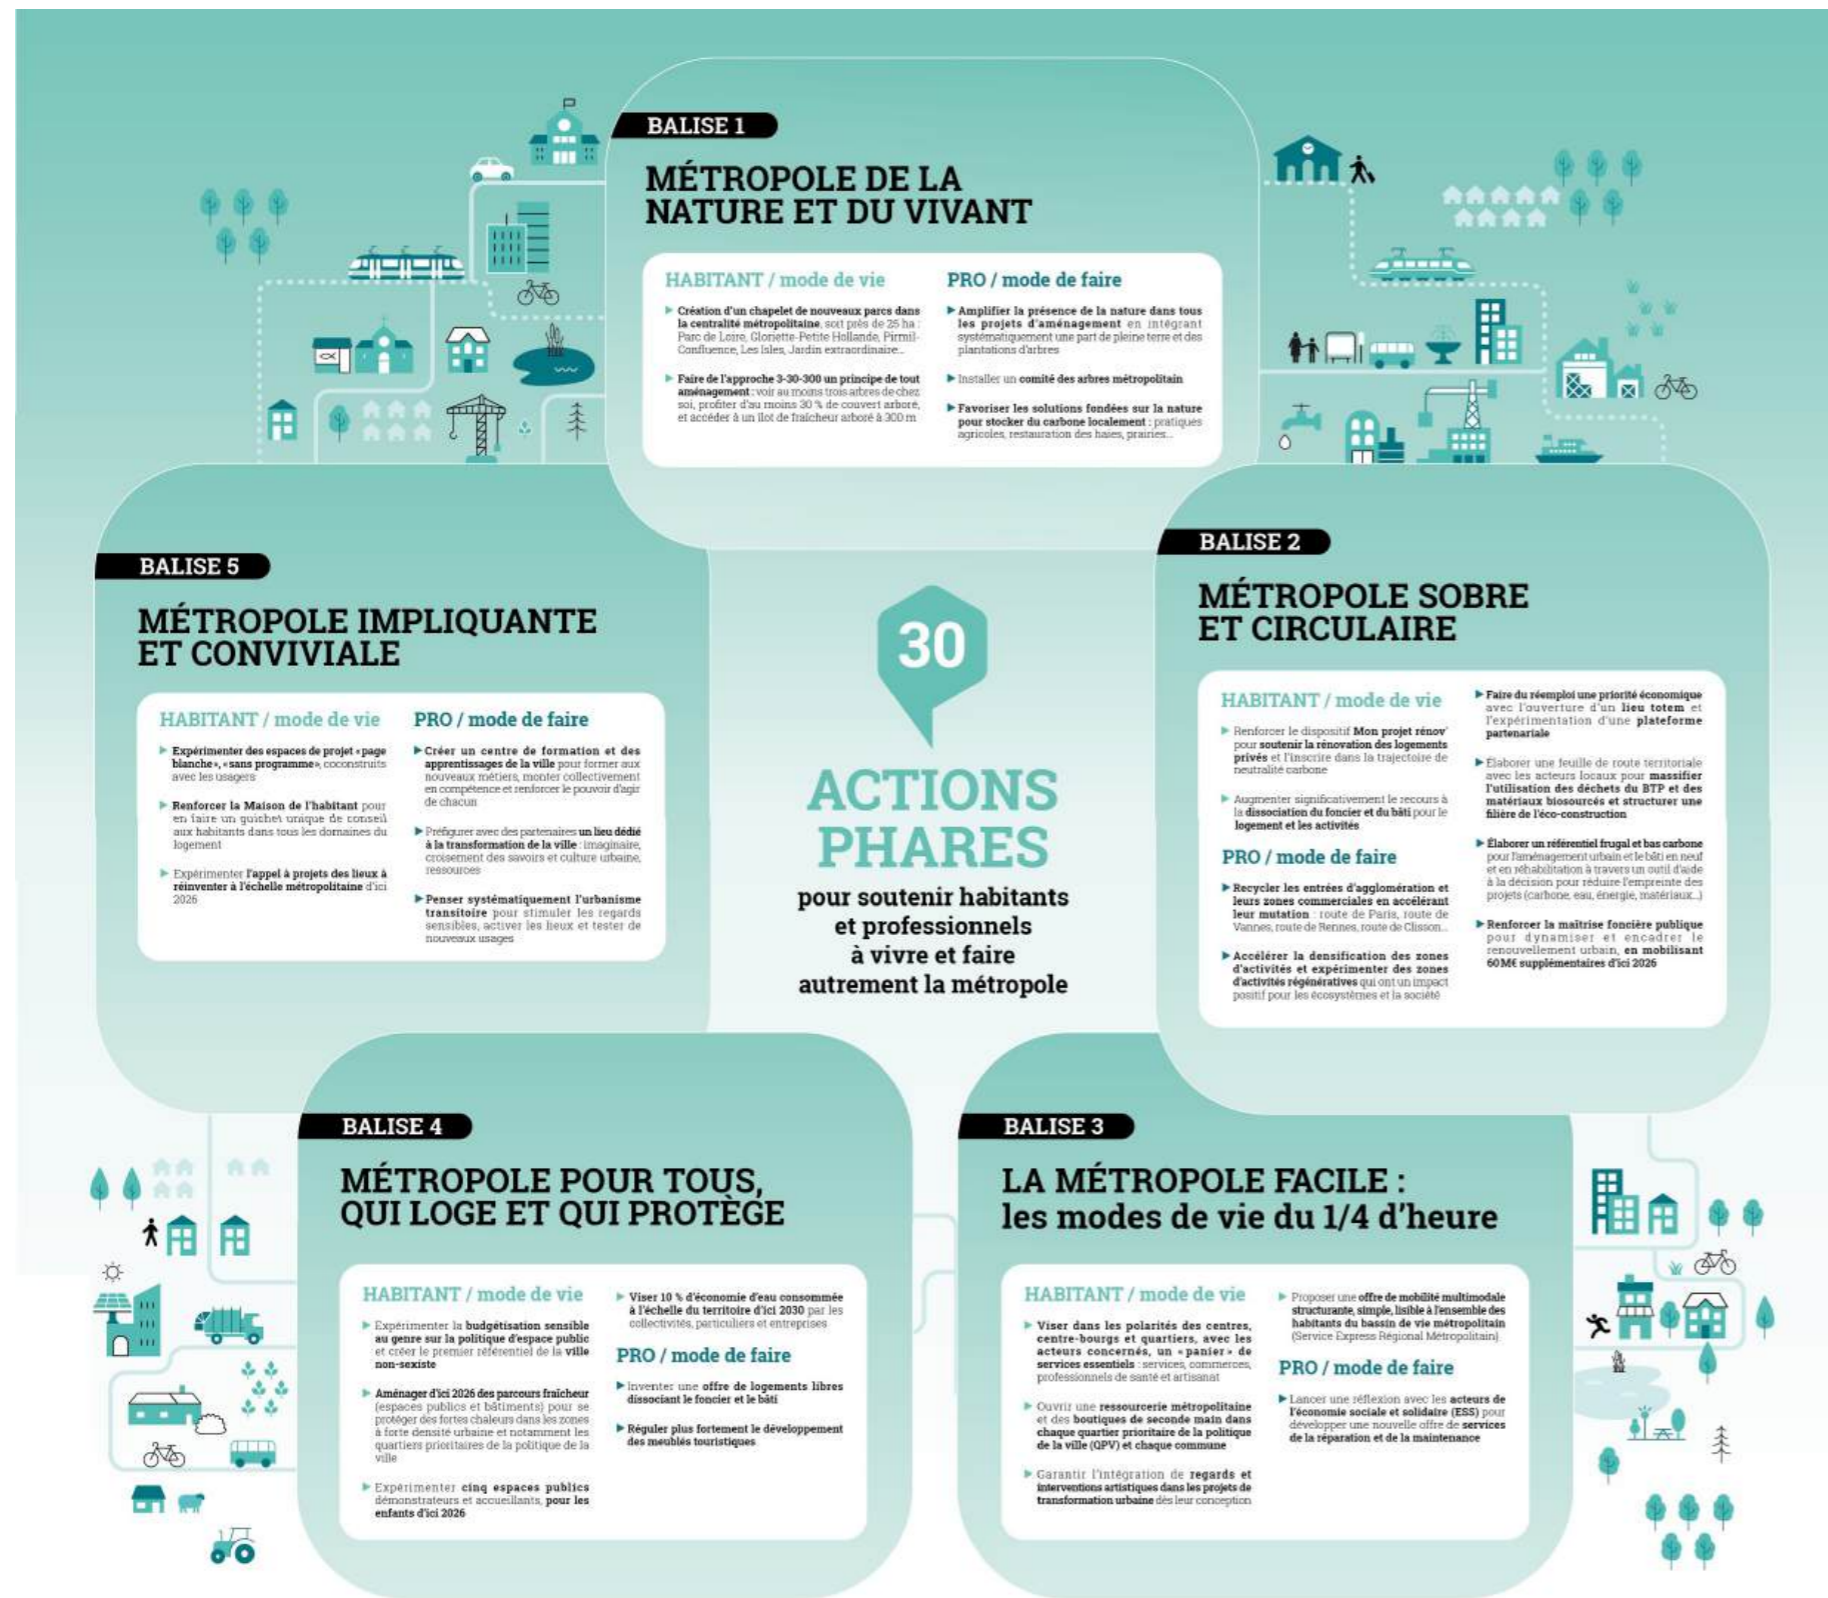 BALISE 1
MÉTROPOLE DE LA
NATURE ET DU VIVANT
HABITANT / mode de vie
▶ Création d'un chapelet de nouveaux parcs dans
la centralité métropolitaine, soit près de 25 ha :
Parc de Loire, Gloriette-Petite Hollande, Pirmil-
Confluence, Les Isles, Jardin extraordinaire...
▶ Faire de l'approche 3-30-300 un principe de tout
aménagement : voir au moins trois arbres de chez
soi, profiter d'au moins 30 % de couvert arboré,
et accéder à un îlot de fraîcheur arboré à 300 m
PRO / mode de faire
▶ Amplifier la présence de la nature dans tous
les projets d'aménagement en intégrant
systématiquement une part de pleine terre et des
plantations d'arbres
▶ Installer un comité des arbres métropolitain
▶ Favoriser les solutions fondées sur la nature
pour stocker du carbone localement : pratiques
agricoles, restauration des haies, prairies...
BALISE 5
MÉTROPOLE IMPLIQUANTE
ET CONVIVIALE
HABITANT / mode de vie
▶ Expérimenter des espaces de projet « page
blanche », « sans programme », coconstruits
avec les usagers
▶ Renforcer la Maison de l'habitant pour
en faire un guichet unique de conseil
aux habitants dans tous les domaines du
logement
▶ Expérimenter l'appel à projets des lieux à
réinventer à l'échelle métropolitaine d'ici
2026
PRO / mode de faire
▶ Créer un centre de formation et des
apprentissages de la ville pour former aux
nouveaux métiers, monter collectivement
en compétence et renforcer le pouvoir d'agir
de chacun
▶ Préfigurer avec des partenaires un lieu dédié
à la transformation de la ville : imaginaire,
croisement des savoirs et culture urbaine,
ressources
▶ Penser systématiquement l'urbanisme
transitoire pour stimuler les regards
sensibles, activer les lieux et tester de
nouveaux usages
30
ACTIONS
PHARES
pour soutenir habitants
et professionnels
à vivre et faire
autrement la métropole
BALISE 2
MÉTROPOLE SOBRE
ET CIRCULAIRE
HABITANT / mode de vie
▶ Renforcer le dispositif Mon projet rénov'
pour soutenir la rénovation des logements
privés et l'inscrire dans la trajectoire de
neutralité carbone
▶ Augmenter significativement le recours à
la dissociation du foncier et du bâti pour le
logement et les activités
PRO / mode de faire
▶ Recycler les entrées d'agglomération et
leurs zones commerciales en accélérant
leur mutation : route de Paris, route de
Vannes, route de Rennes, route de Clisson...
▶ Accélérer la densification des zones
d'activités et expérimenter des zones
d'activités régénératives qui ont un impact
positif pour les écosystèmes et la société
▶ Faire du réemploi une priorité économique
avec l'ouverture d'un lieu totem et
l'expérimentation d'une plateforme
partenariale
▶ Élaborer une feuille de route territoriale
avec les acteurs locaux pour massifier
l'utilisation des déchets du BTP et des
matériaux biosourcés et structurer une
filière de l'éco-construction
▶ Élaborer un référentiel frugal et bas carbone
pour l'aménagement urbain et le bâti en neuf
et en réhabilitation à travers un outil d'aide
à la décision pour réduire l'empreinte des
projets (carbone, eau, énergie, matériaux...)
▶ Renforcer la maîtrise foncière publique
pour dynamiser et encadrer le
renouvellement urbain, en mobilisant
60 M€ supplémentaires d'ici 2026
BALISE 4
MÉTROPOLE POUR TOUS,
QUI LOGE ET QUI PROTÈGE
HABITANT / mode de vie
▶ Expérimenter la budgétisation sensible
au genre sur la politique d'espace public
et créer le premier référentiel de la ville
non-sexiste
▶ Aménager d'ici 2026 des parcours fraîcheur
(espaces publics et bâtiments) pour se
protéger des fortes chaleurs dans les zones
à forte densité urbaine et notamment les
quartiers prioritaires de la politique de la
ville
▶ Expérimenter cinq espaces publics
démonstrateurs et accueillants, pour les
enfants d'ici 2026
▶ Viser 10 % d'économie d'eau consommée
à l'échelle du territoire d'ici 2030 par les
collectivités, particuliers et entreprises
PRO / mode de faire
▶ Inventer une offre de logements libres
dissociant le foncier et le bâti
▶ Réguler plus fortement le développement
des meublés touristiques
BALISE 3
LA MÉTROPOLE FACILE :
les modes de vie du 1/4 d'heure
HABITANT / mode de vie
▶ Viser dans les polarités des centres,
centre-bourgs et quartiers, avec les
acteurs concernés, un « panier » de
services essentiels : services, commerces,
professionnels de santé et artisanat
▶ Ouvrir une ressourcerie métropolitaine
et des boutiques de seconde main dans
chaque quartier prioritaire de la politique
de la ville (QPV) et chaque commune
▶ Garantir l'intégration de regards et
interventions artistiques dans les projets de
transformation urbaine dès leur conception
▶ Proposer une offre de mobilité multimodale
structurante, simple, lisible à l'ensemble des
habitants du bassin de vie métropolitain
(Service Express Régional Métropolitain)
PRO / mode de faire
▶ Lancer une réflexion avec les acteurs de
l'économie sociale et solidaire (ESS) pour
développer une nouvelle offre de services
de la réparation et de la maintenance